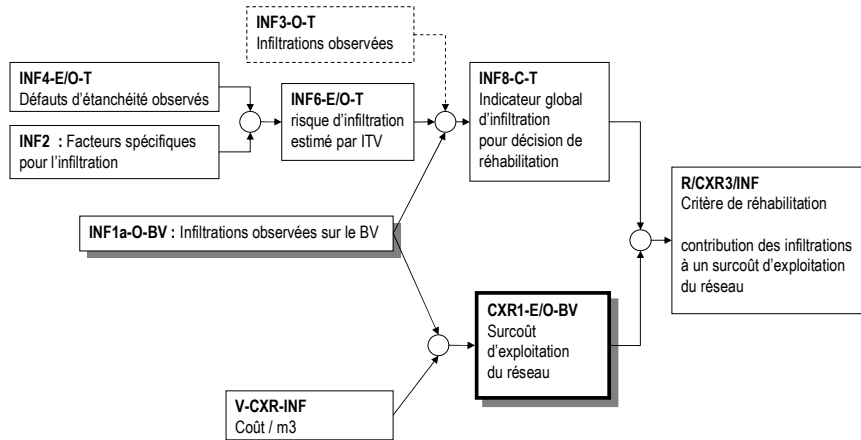 INF3-O-T
Infiltrations observées
INF4-E/O-T
Défauts d'étanchéité observés
INF2 : Facteurs spécifiques
pour l'infiltration
INF6-E/O-T
risque d'infiltration
estimé par ITV
INF8-C-T
Indicateur global
d'infiltration
pour décision de
réhabilitation
R/CXR3/INF
Critère de réhabilitation
contribution des infiltrations
à un surcoût d'exploitation
du réseau
INF1a-O-BV : Infiltrations observées sur le BV
CXR1-E/O-BV
Surcoût
d'exploitation
du réseau
V-CXR-INF
Coût / m3